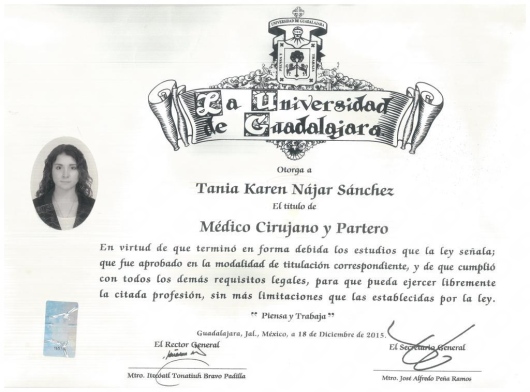 UNIVERSIDAD DE GUADALAJARA
La Universidad
de Guadalajara
Otorga a
Tania Karen Nájar Sánchez
El título de
Médico Cirujano y Partero
En virtud de que terminó en forma debida los estudios que la ley señala;
que fue aprobado en la modalidad de titulación correspondiente, y de que cumplió
con todos los demás requisitos legales, para que pueda ejercer libremente
la citada profesión, sin más limitaciones que las establecidas por la ley.
"Piensa y Trabaja"
Guadalajara, Jal., México, a 18 de Diciembre de 2015.
El Rector General
El Secretario General
Mtro. Itzcoatl Tonatiuh Bravo Padilla
Mtro. José Alfredo Peña Ramos